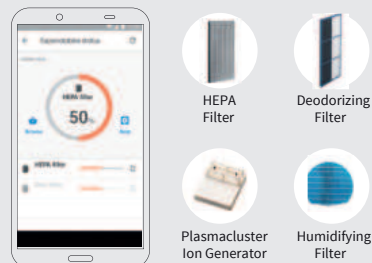 HEPA filter
50%
HEPA filter
HEPA
Filter
Deodorizing
Filter
Plasmacluster
Ion Generator
Humidifying
Filter